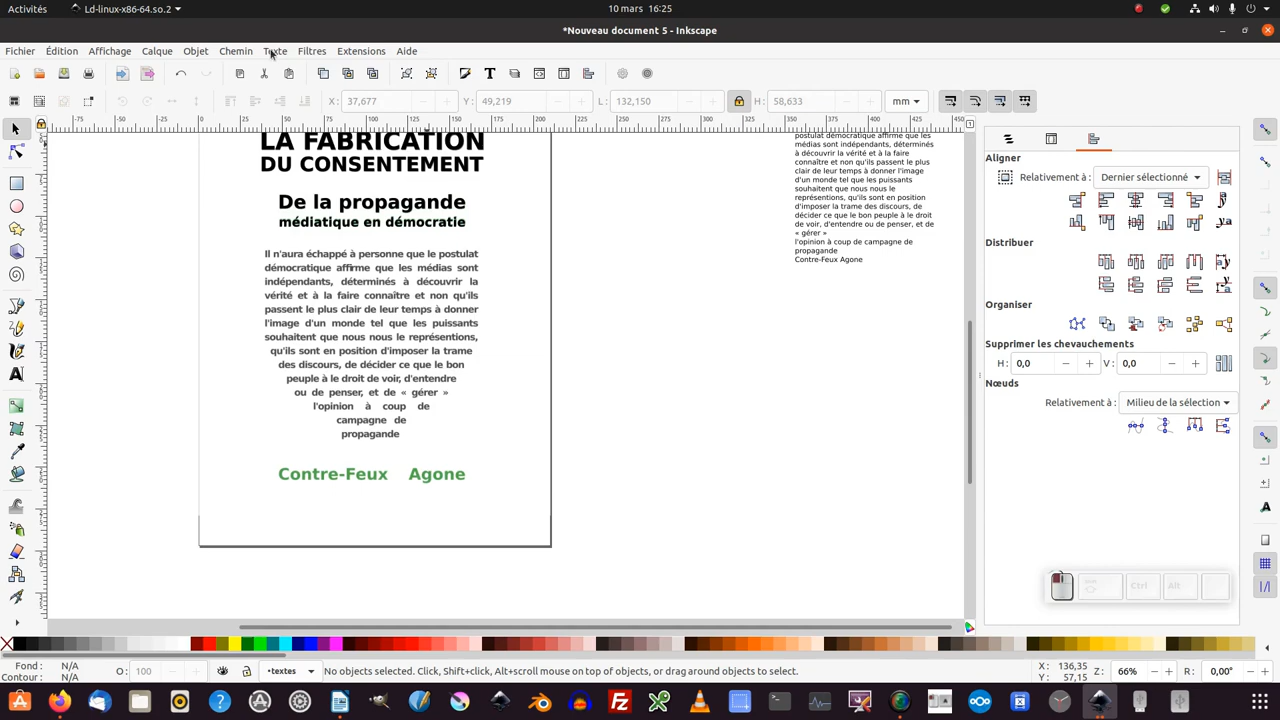 Activités
Ld-linux-x86-64.so.2
10 mars 16:25
*Nouveau document 5 - Inkscape
Fichier Édition Affichage Calque Objet Chemin Texte Filtres Extensions Aide
X : 37,677 Y : 49,219 L : 132,150 H : 58,633 mm
LA FABRICATION
DU CONSENTEMENT
De la propagande
médiatique en démocratie
Il n'aura échappé à personne que le postulat
démocratique affirme que les médias sont
indépendants, déterminés à découvrir la
vérité et à la faire connaître et non qu'ils
passent le plus clair de leur temps à donner
l'image d'un monde tel que les puissants
souhaitent que nous nous le représentions,
qu'ils sont en position d'imposer la trame
des discours, de décider ce que le bon
peuple à le droit de voir, d'entendre
ou de penser, et de « gérer »
l'opinion à coup de
campagne de
propagande
Contre-Feux Agone
postulat démocratique affirme que les
médias sont indépendants, déterminés
à découvrir la vérité et à la faire
connaître et non qu'ils passent le plus
clair de leur temps à donner l'image
d'un monde tel que les puissants
souhaitent que nous nous le
représentions, qu'ils sont en position
d'imposer la trame des discours, de
décider ce que le bon peuple à le droit
de voir, d'entendre ou de penser, et de
« gérer »
l'opinion à coup de campagne de
propagande
Contre-Feux Agone
Aligner
Relativement à : Dernier sélectionné
Distribuer
Organiser
Supprimer les chevauchements
H : 0,0 V : 0,0
Nœuds
Relativement à : Milieu de la sélection
Ctrl Alt
Fond : N/A
Contour : N/A
O : 100
•textes
No objects selected. Click, Shift+click, Alt+scroll mouse on top of objects, or drag around objects to select.
X : 136,35
Y : 57,15
Z : 66%
R : 0,00°